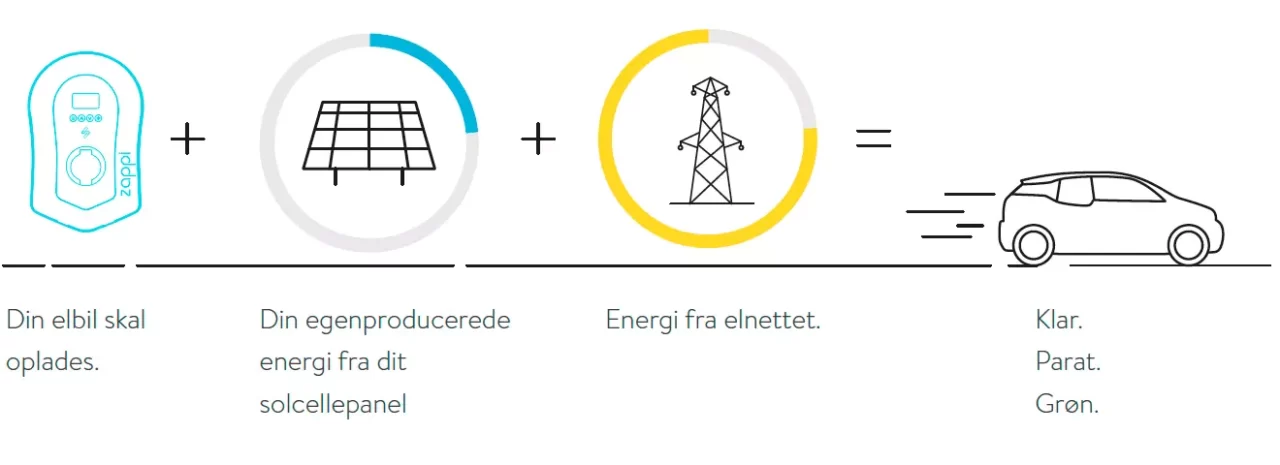 zappi
Din elbil skal
oplades.
Din egenproducerede
energi fra dit
solcellepanel
Energi fra elnettet.
Klar.
Parat.
Grøn.